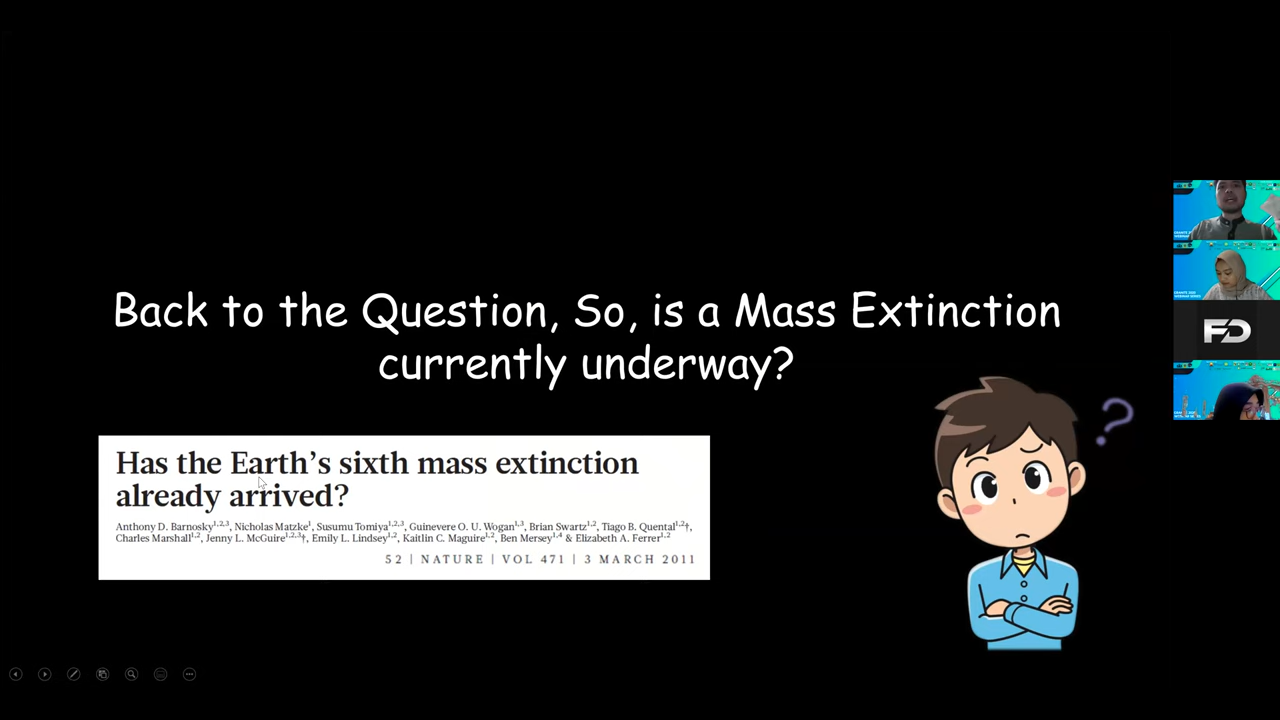 Back to the Question, So, is a Mass Extinction
currently underway?
?
Has the Earth's sixth mass extinction
already arrived?
Anthony D. Barnosky1,2,3, Nicholas Matzke1, Susumu Tomiya1,2,3, Guinevere O. U. Wogan1,3, Brian Swartz1,2, Tiago B. Quental1,2†,
Charles Marshall1,2, Jenny L. McGuire1,2,3†, Emily L. Lindsey1,2, Kaitlin C. Maguire1,2, Ben Mersey1,4 & Elizabeth A. Ferrer1,2
52 | NATURE | VOL 471 | 3 MARCH 2011
FD